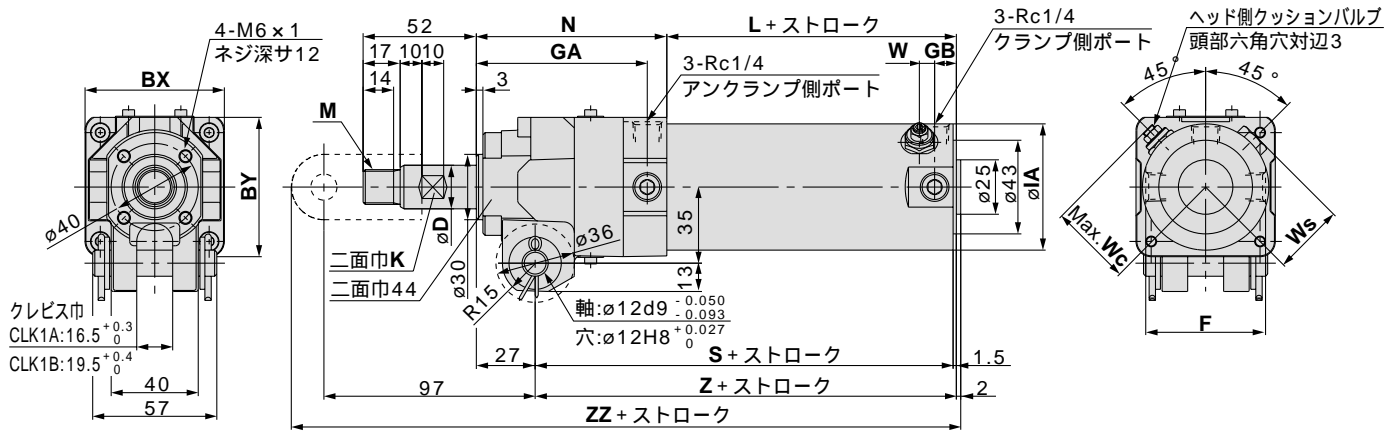 4-M6×1
ネジ深サ12
BX
BY
ø40
クレビス巾
CLK1A:16.5 +0.3 0
CLK1B:19.5 +0.4 0
40
57
52
N
L+ストローク
17
10
10
14
3
GA
W
GB
3-Rc1/4
アンクランプ側ポート
3-Rc1/4
クランプ側ポート
M
øD
ø30
二面巾K
二面巾44
R15
ø36
35
13
軸:ø12d9 -0.050 -0.093
穴:ø12H8 +0.027 0
ø25
ø43
øIA
27
S+ストローク
1.5
97
Z+ストローク
2
ZZ+ストローク
ヘッド側クッションバルブ
頭部六角穴対辺3
45°
45°
Max.Wc
Ws
F